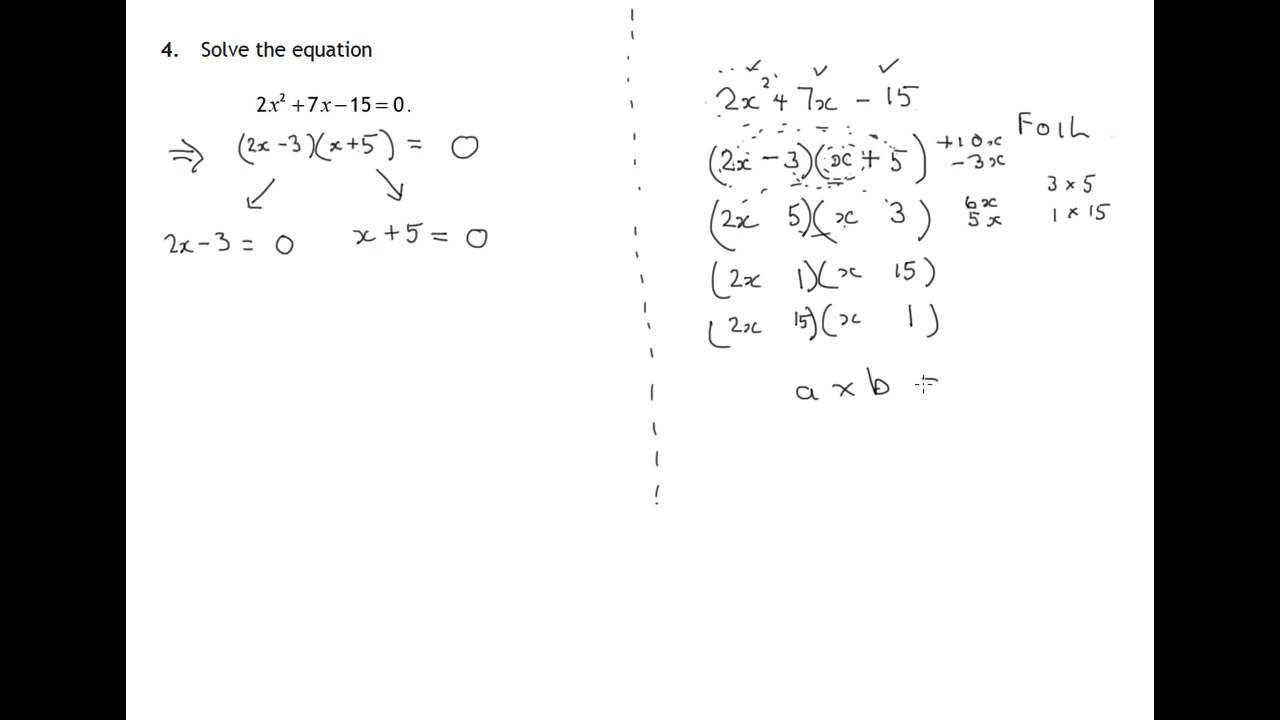 4. Solve the equation
2x² + 7x − 15 = 0.
⇒ (2x − 3)(x + 5) = 0
2x − 3 = 0 x + 5 = 0
2x² + 7x − 15
(2x − 3)(x + 5) +10x
−3x
FOIL
3 × 5
1 × 15
(2x 5)(x 3) 6x
5x
(2x 1)(x 15)
(2x 15)(x 1)
a × b =